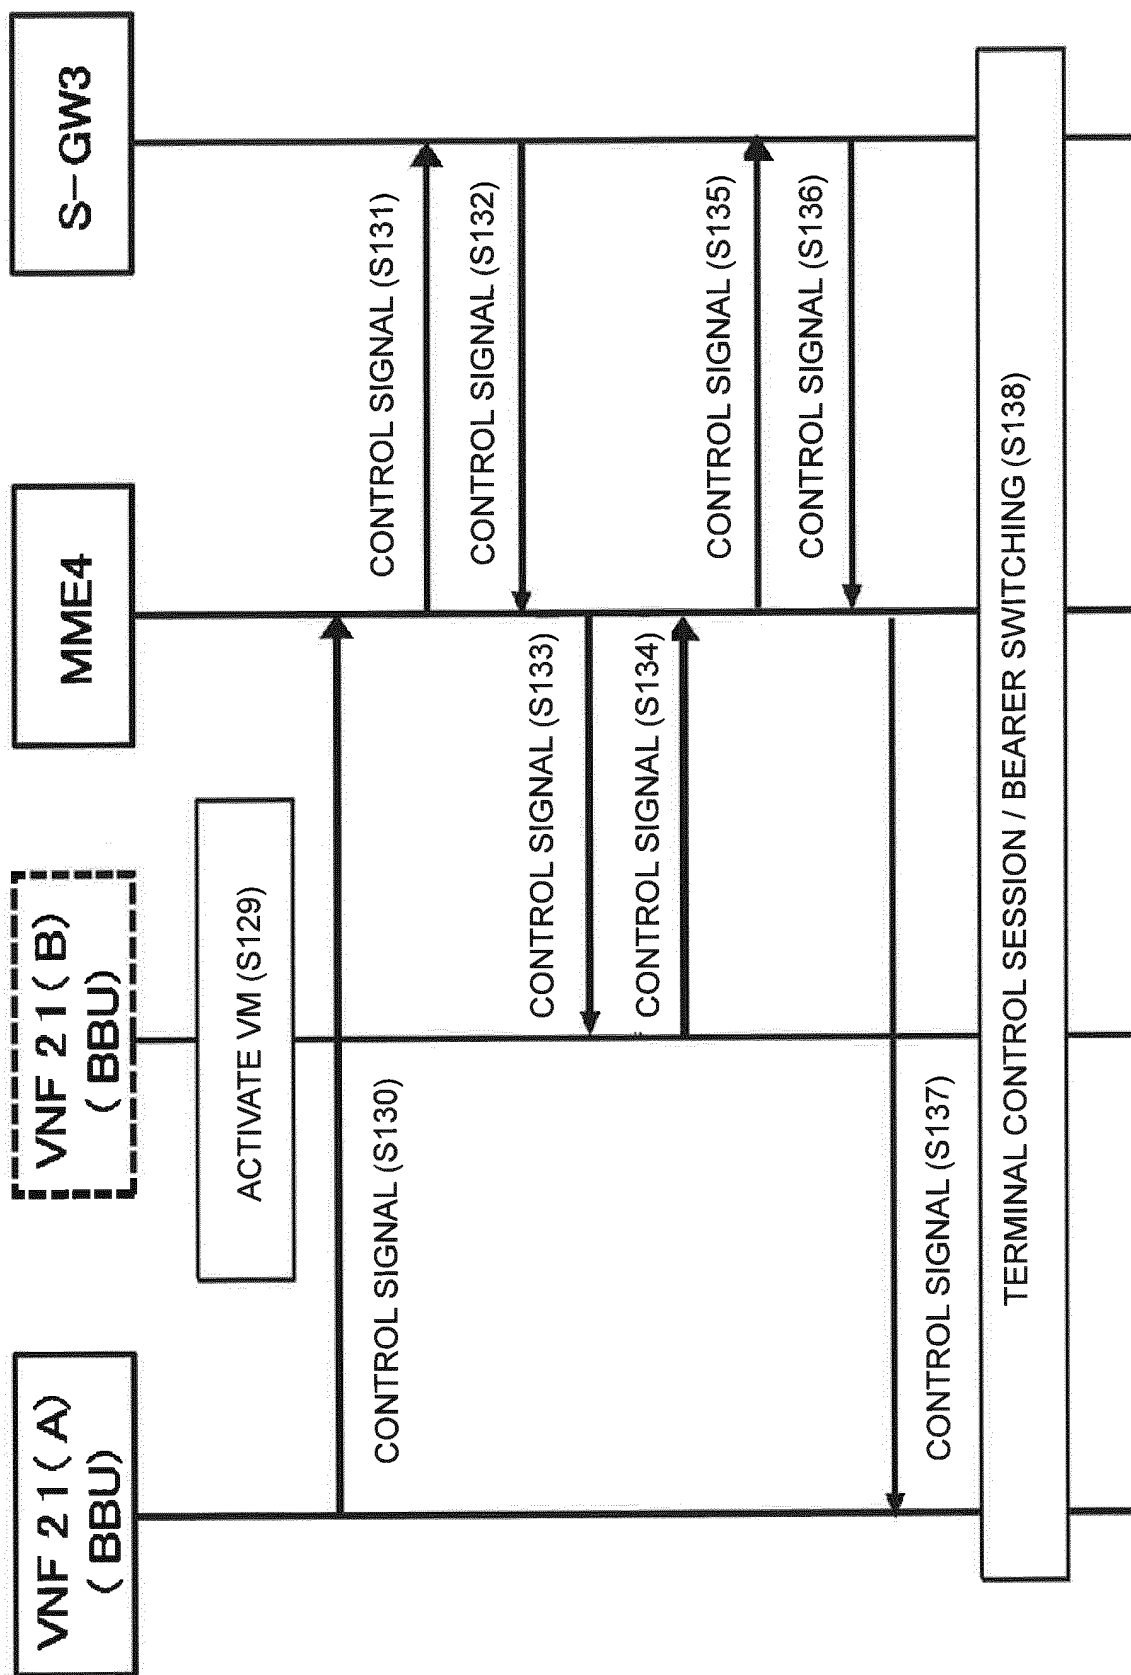 VNF 21(A)
(BBU)
VNF 21(B)
(BBU)
MME4
S-GW3
ACTIVATE VM (S129)
CONTROL SIGNAL (S130)
CONTROL SIGNAL (S131)
CONTROL SIGNAL (S132)
CONTROL SIGNAL (S133)
CONTROL SIGNAL (S134)
CONTROL SIGNAL (S135)
CONTROL SIGNAL (S136)
CONTROL SIGNAL (S137)
TERMINAL CONTROL SESSION / BEARER SWITCHING (S138)